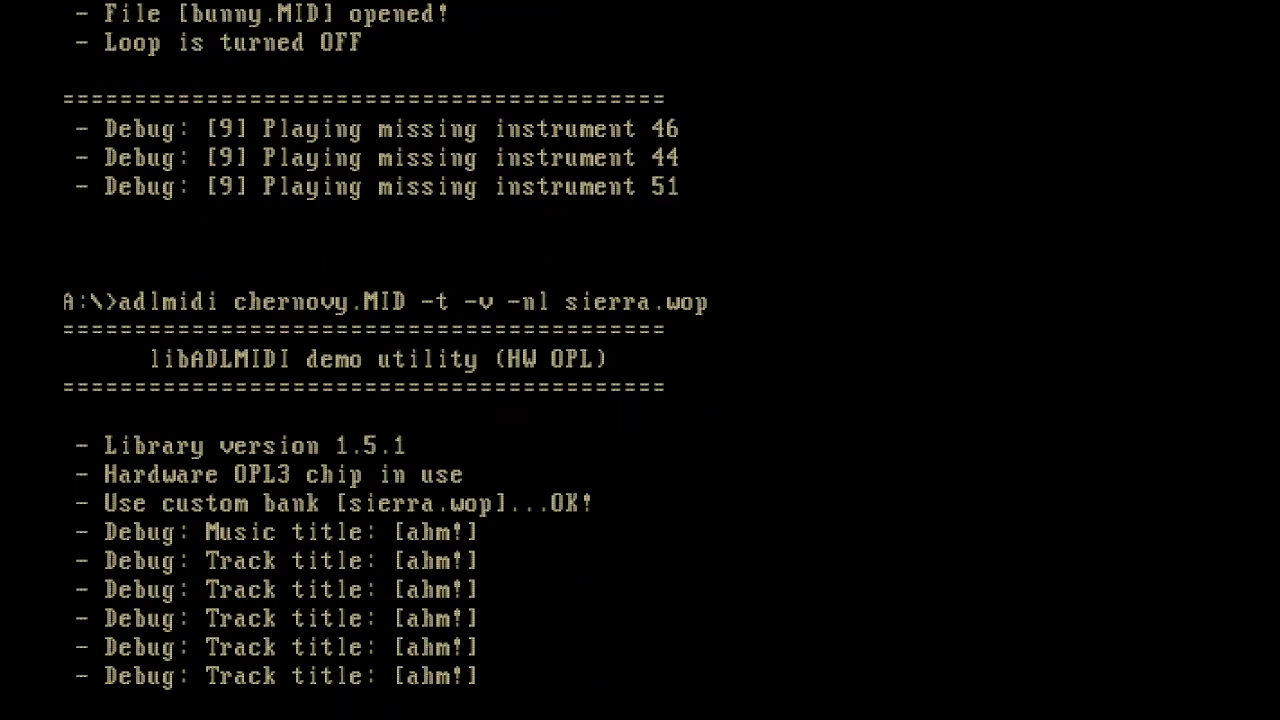 - File [bunny.MID] opened!
- Loop is turned OFF
==========================================
- Debug: [9] Playing missing instrument 46
- Debug: [9] Playing missing instrument 44
- Debug: [9] Playing missing instrument 51
A:\>adlmidi chernovy.MID -t -v -nl sierra.wop
==========================================
libADLMIDI demo utility (HW OPL)
==========================================
- Library version 1.5.1
- Hardware OPL3 chip in use
- Use custom bank [sierra.wop]...OK!
- Debug: Music title: [ahm!]
- Debug: Track title: [ahm!]
- Debug: Track title: [ahm!]
- Debug: Track title: [ahm!]
- Debug: Track title: [ahm!]
- Debug: Track title: [ahm!]